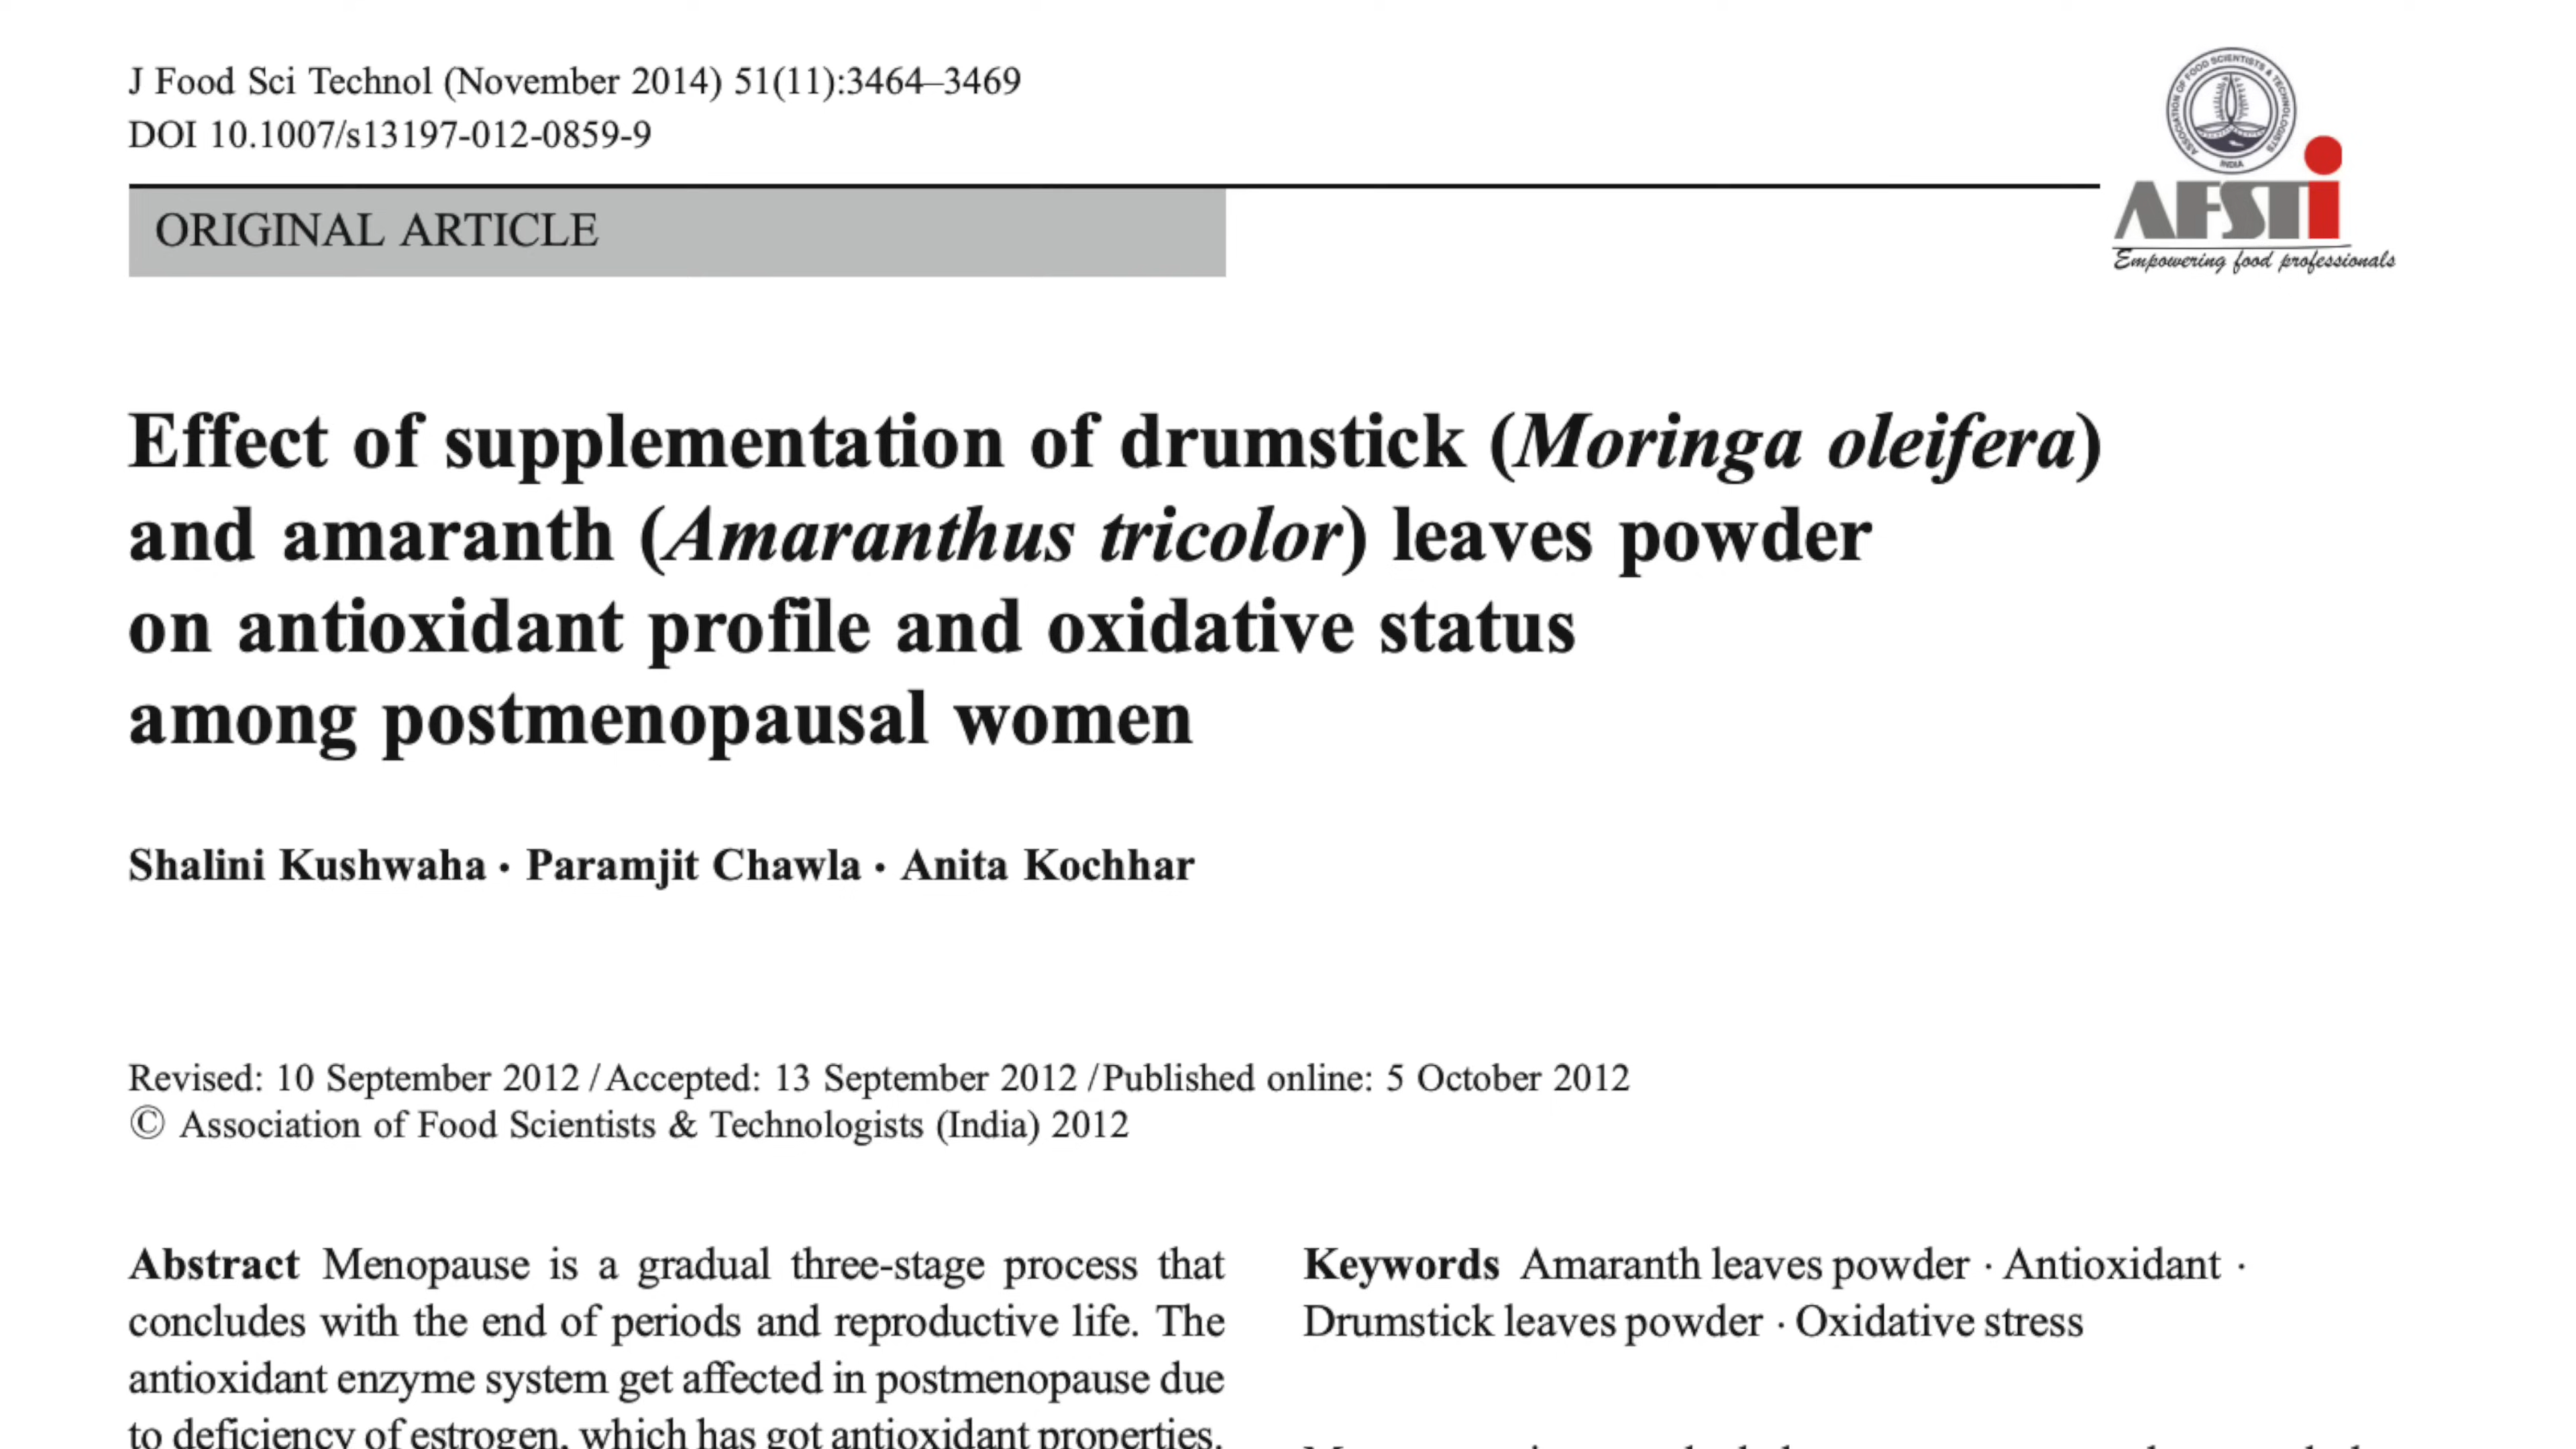 J Food Sci Technol (November 2014) 51(11):3464–3469
DOI 10.1007/s13197-012-0859-9
ASSOCIATION OF FOOD SCIENTISTS & TECHNOLOGISTS
INDIA
AFSTi
Empowering food professionals
ORIGINAL ARTICLE
Effect of supplementation of drumstick (Moringa oleifera)
and amaranth (Amaranthus tricolor) leaves powder
on antioxidant profile and oxidative status
among postmenopausal women
Shalini Kushwaha · Paramjit Chawla · Anita Kochhar
Revised: 10 September 2012 / Accepted: 13 September 2012 / Published online: 5 October 2012
© Association of Food Scientists & Technologists (India) 2012
Abstract Menopause is a gradual three-stage process that
concludes with the end of periods and reproductive life. The
antioxidant enzyme system get affected in postmenopause due
to deficiency of estrogen, which has got antioxidant properties.
Keywords Amaranth leaves powder · Antioxidant ·
Drumstick leaves powder · Oxidative stress